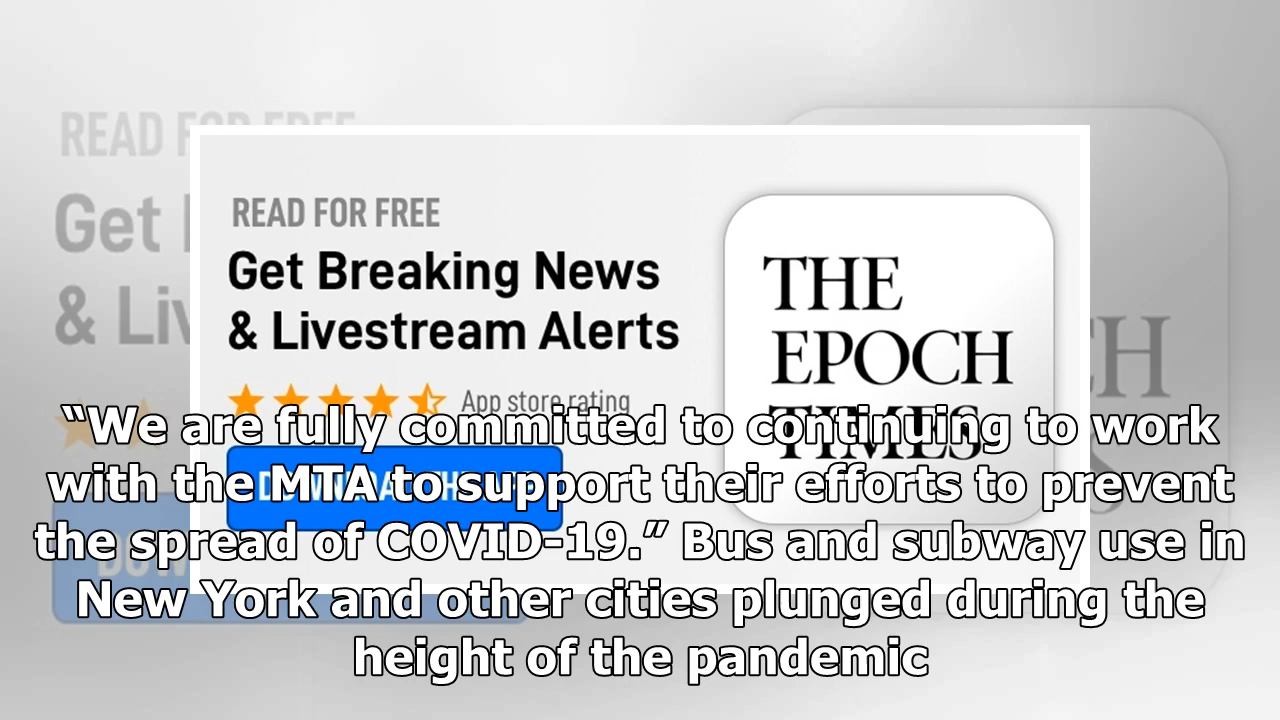 READ FOR FREE
Get Breaking News
& Livestream Alerts
App store rating
THE
EPOCH
TIMES
“We are fully committed to continuing to work
with the MTA to support their efforts to prevent
the spread of COVID-19.” Bus and subway use in
New York and other cities plunged during the
height of the pandemic